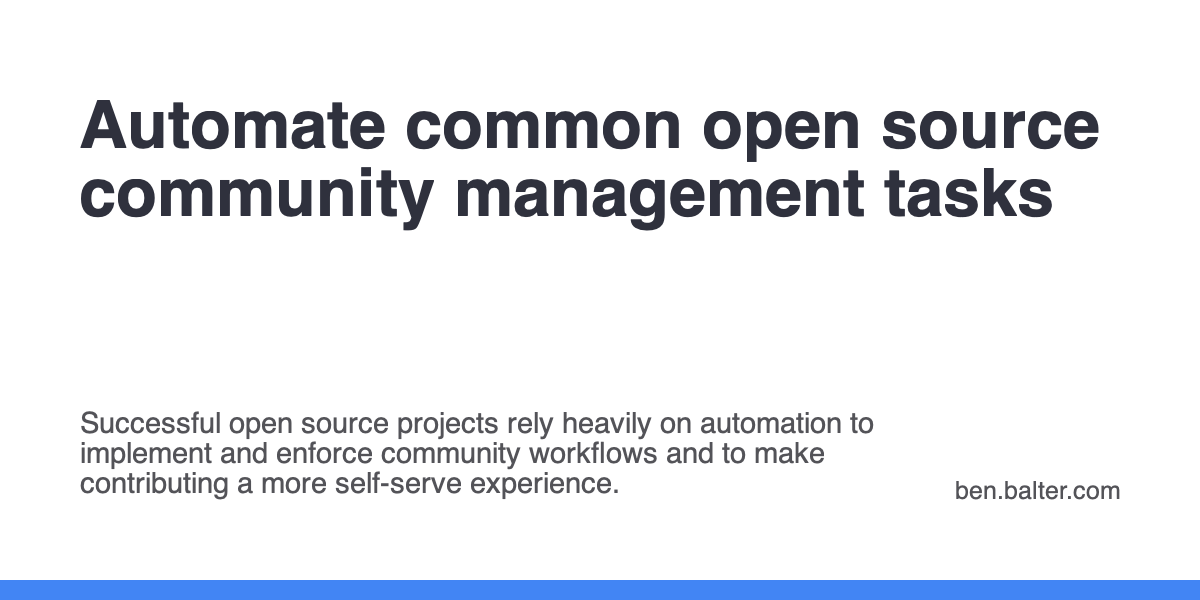 Automate common open source
community management tasks
Successful open source projects rely heavily on automation to
implement and enforce community workflows and to make
contributing a more self-serve experience.
ben.balter.com